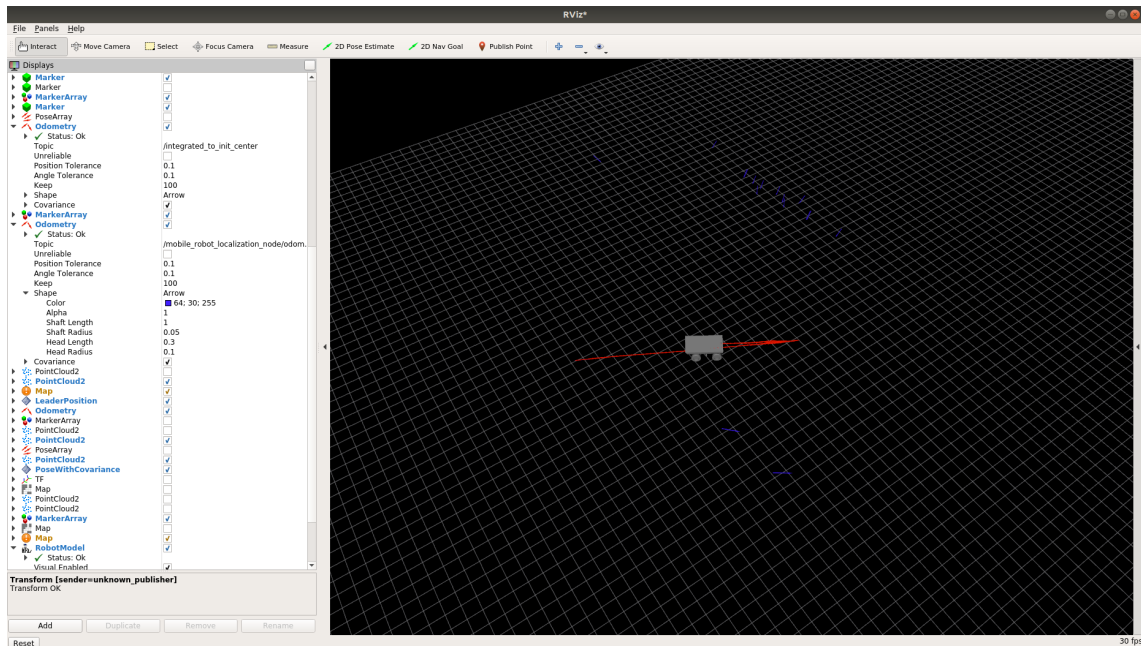 RViz*
File Panels Help
Interact Move Camera Select Focus Camera Measure 2D Pose Estimate 2D Nav Goal Publish Point
Displays
Marker
Marker
MarkerArray
Marker
PoseArray
Odometry
Status: Ok
Topic /integrated_to_init_center
Unreliable
Position Tolerance 0.1
Angle Tolerance 0.1
Keep 100
Shape Arrow
Covariance
MarkerArray
Odometry
Status: Ok
Topic /mobile_robot_localization_node/odom.
Unreliable
Position Tolerance 0.1
Angle Tolerance 0.1
Keep 100
Shape Arrow
Color 64; 30; 255
Alpha 1
Shaft Length 1
Shaft Radius 0.05
Head Length 0.3
Head Radius 0.1
Covariance
PointCloud2
PointCloud2
Map
LeaderPosition
Odometry
MarkerArray
PointCloud2
PointCloud2
PoseArray
PointCloud2
PoseWithCovariance
TF
Map
PointCloud2
PointCloud2
MarkerArray
Map
Map
RobotModel
Status: Ok
Visual Enabled
Transform [sender=unknown_publisher]
Transform OK
Add Duplicate Remove Rename
Reset
30 fps